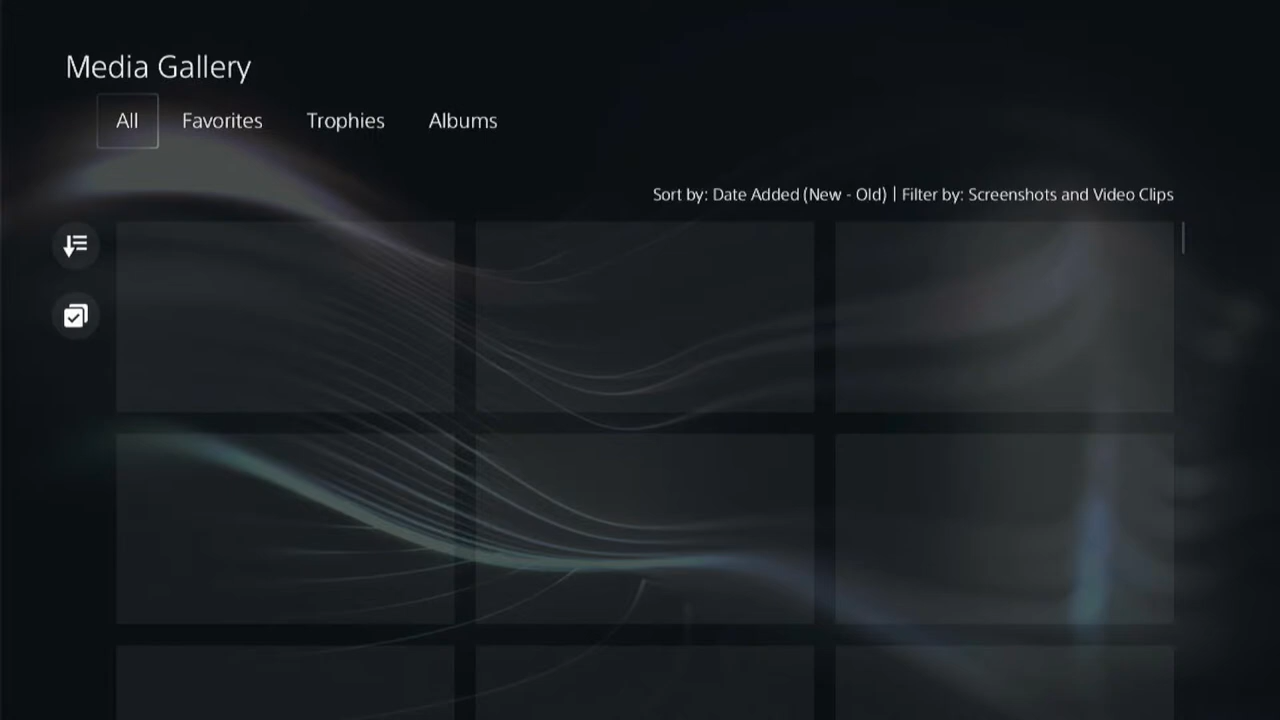 Media Gallery
All Favorites Trophies Albums
Sort by: Date Added (New - Old) | Filter by: Screenshots and Video Clips